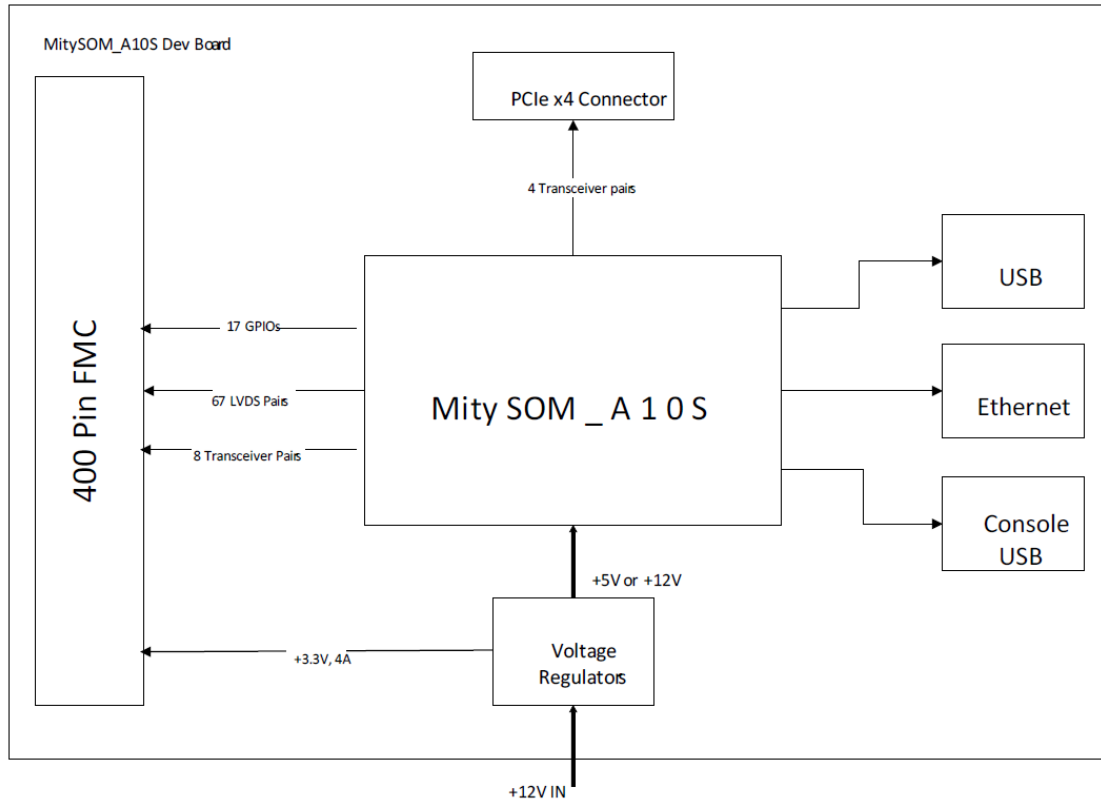 MitySOM_A10S Dev Board
PCIe x4 Connector
4 Transceiver pairs
USB
17 GPIOs
400 Pin FMC
67 LVDS Pairs
Mity SOM _ A 1 0 S
Ethernet
8 Transceiver Pairs
Console
USB
+5V or +12V
+3.3V, 4A
Voltage
Regulators
+12V IN